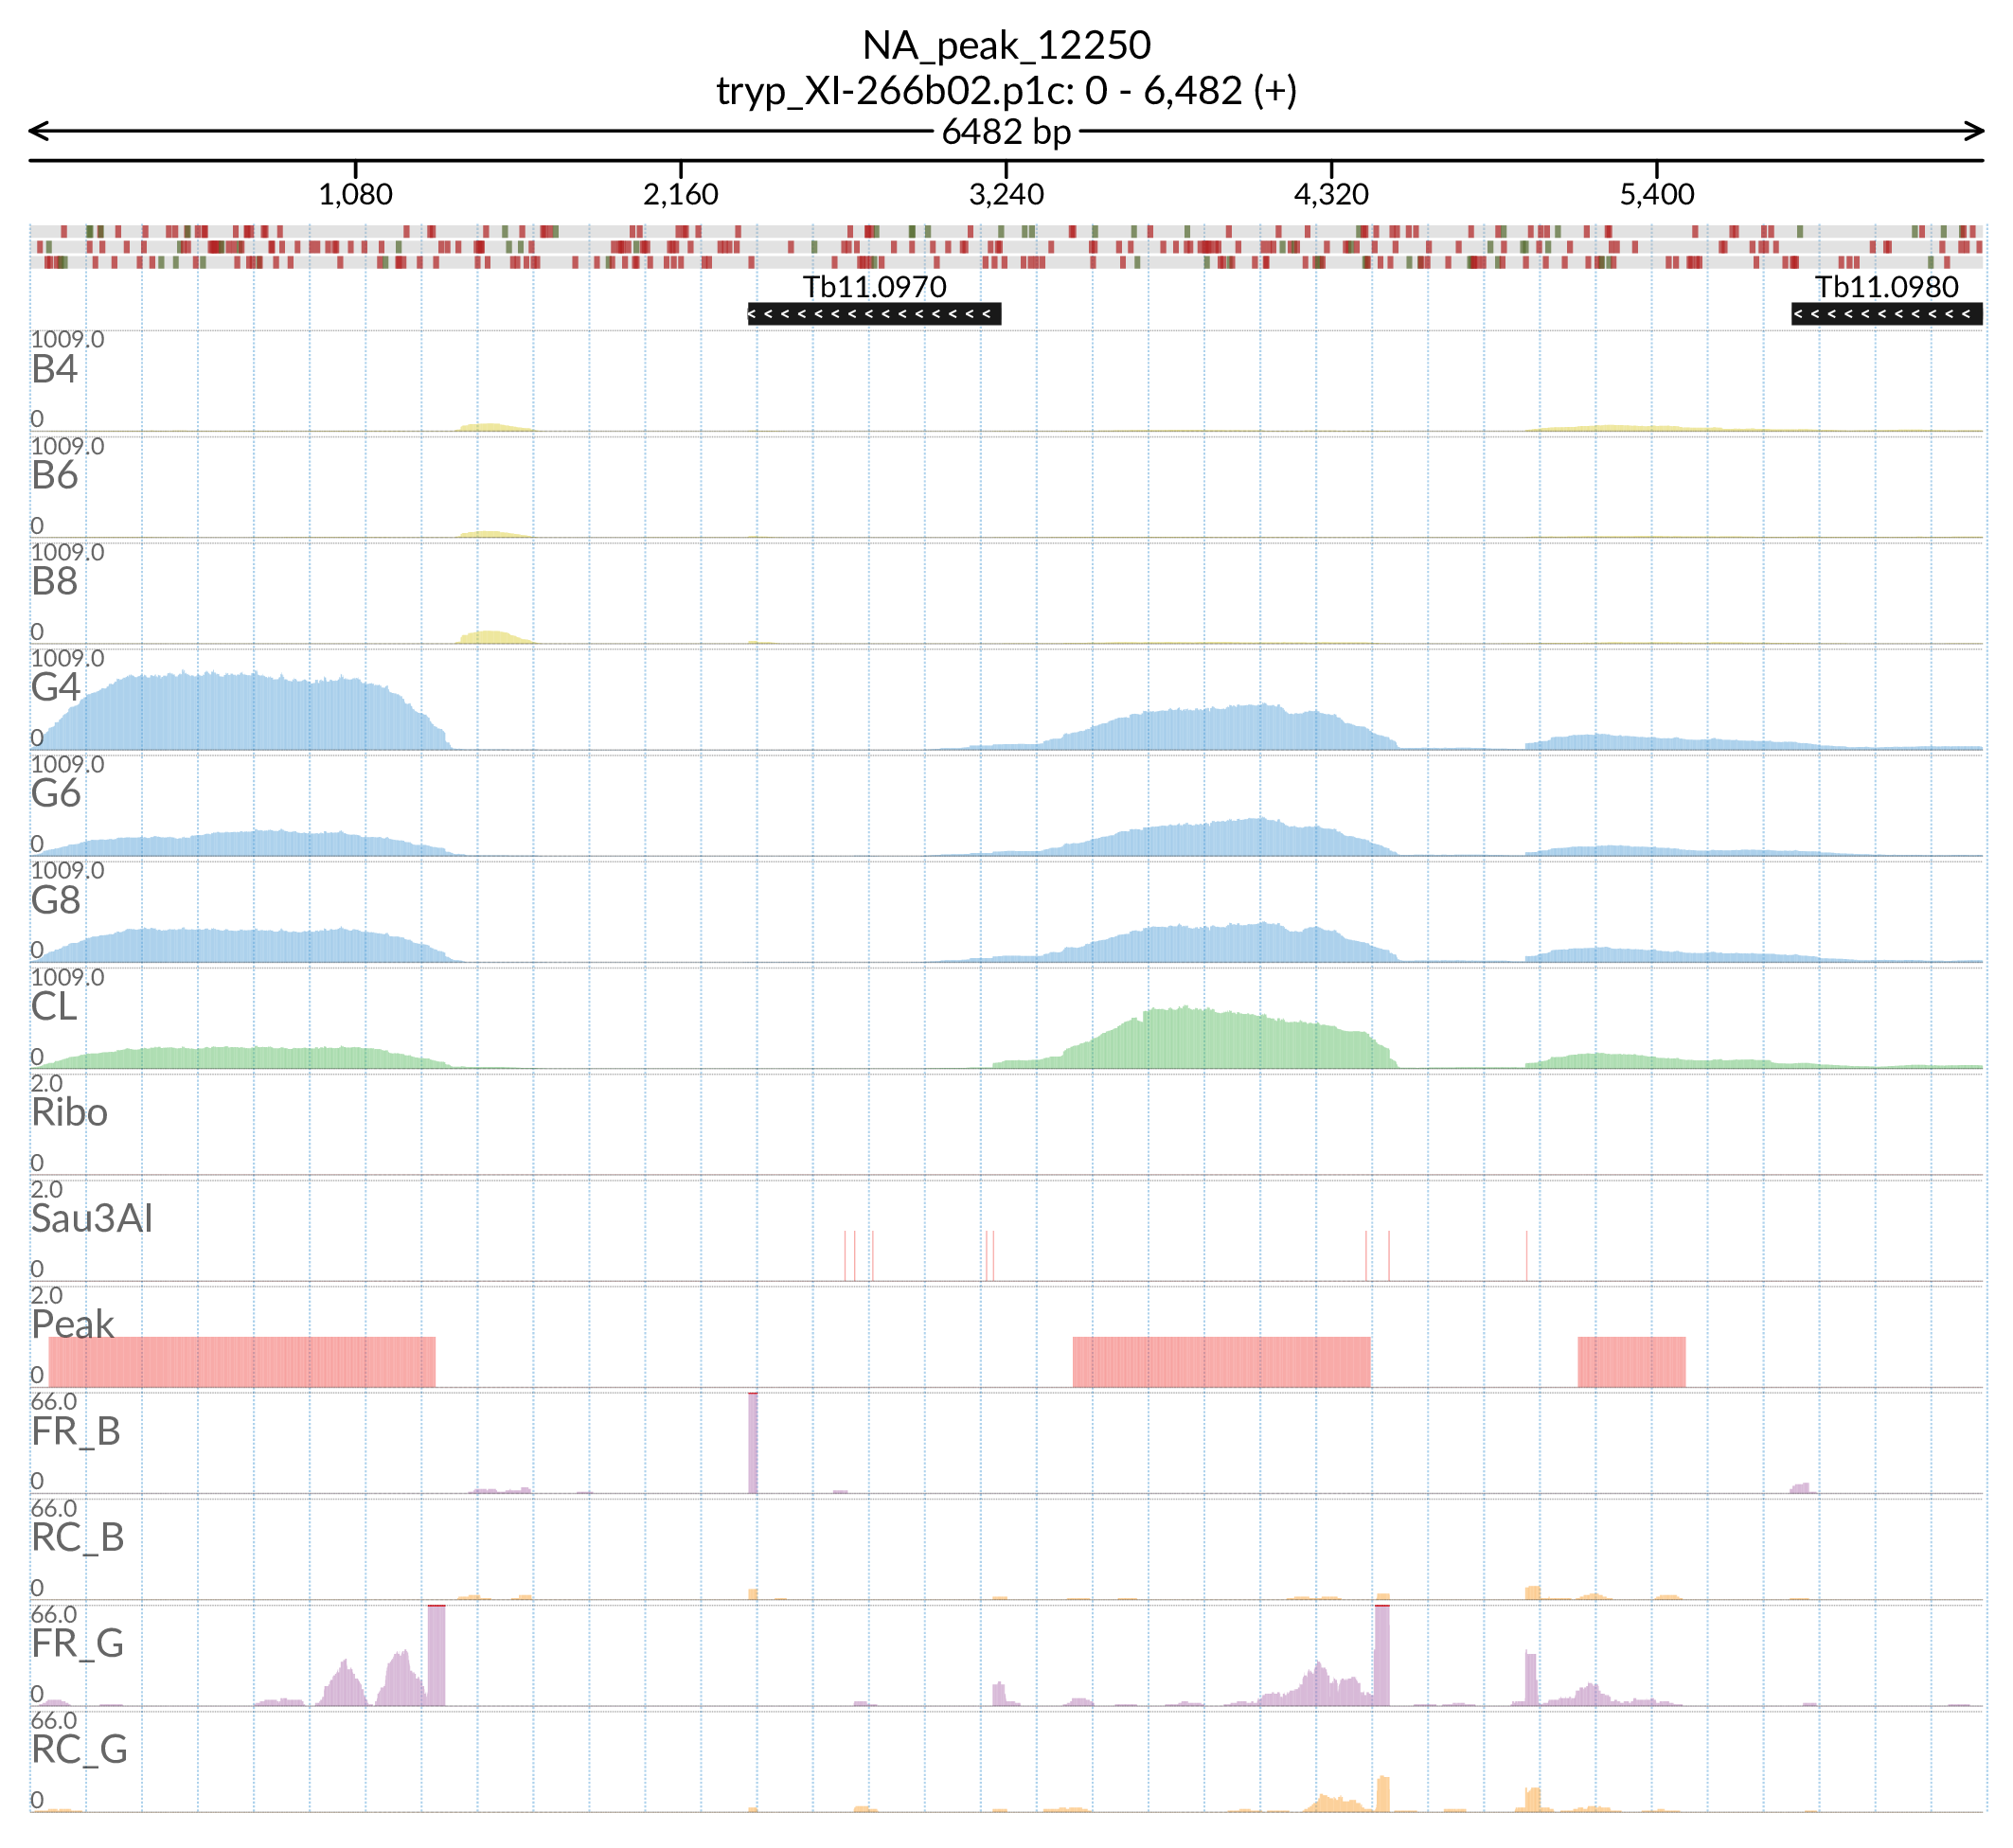 NA_peak_12250
tryp_XI-266b02.p1c: 0 - 6,482 (+)
6482 bp
1,080 2,160 3,240 4,320 5,400
Tb11.0970 Tb11.0980
1009.0
B4
0
1009.0
B6
0
1009.0
B8
0
1009.0
G4
0
1009.0
G6
0
1009.0
G8
0
1009.0
CL
0
2.0
Ribo
0
2.0
Sau3AI
0
2.0
Peak
0
66.0
FR_B
0
66.0
RC_B
0
66.0
FR_G
0
66.0
RC_G
0